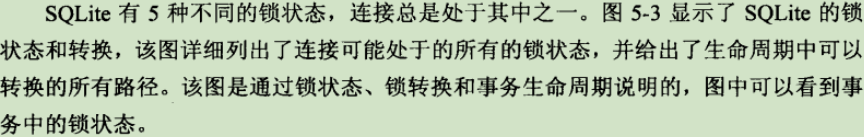 SQLite 有 5 种不同的锁状态，连接总是处于其中之一。图 5-3 显示了 SQLite 的锁
状态和转换，该图详细列出了连接可能处于的所有的锁状态，并给出了生命周期中可以
转换的所有路径。该图是通过锁状态、锁转换和事务生命周期说明的，图中可以看到事
务中的锁状态。